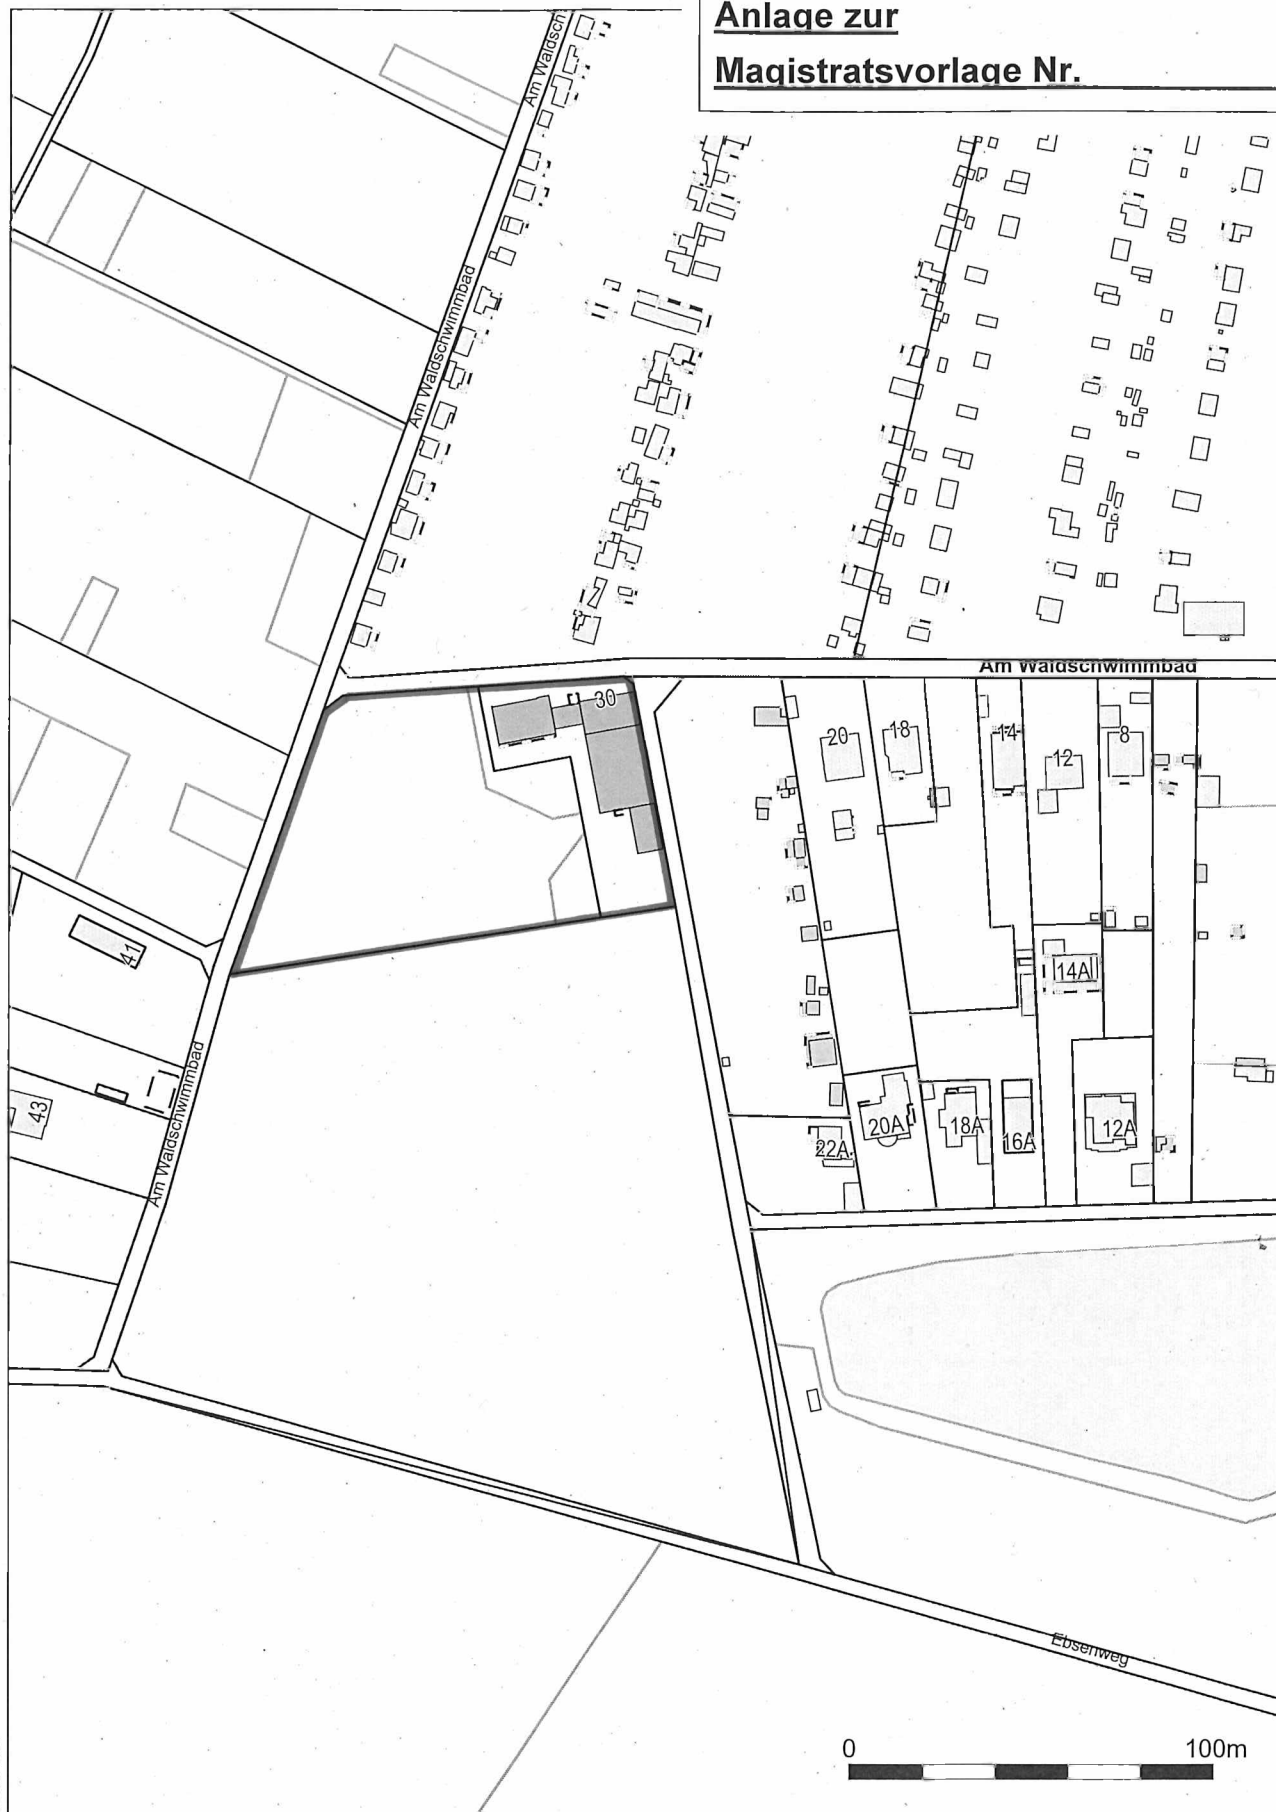 Anlage zur
Magistratsvorlage Nr.
Am Waldsch
Am Waldschwimmbad
Am Waldschwimmbad
30
20
18
14
12
8
41
14A
43
Am Waldschwimmbad
22A
20A
18A
16A
12A
Ebsenweg
0 100m